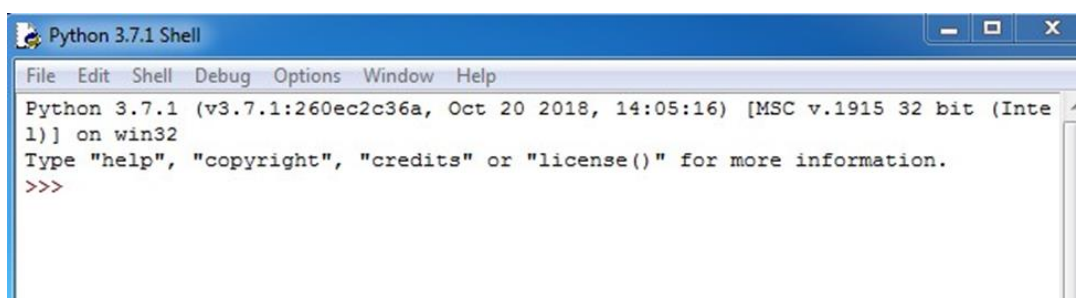 Python 3.7.1 Shell
File Edit Shell Debug Options Window Help
Python 3.7.1 (v3.7.1:260ec2c36a, Oct 20 2018, 14:05:16) [MSC v.1915 32 bit (Inte
l)] on win32
Type "help", "copyright", "credits" or "license()" for more information.
>>>